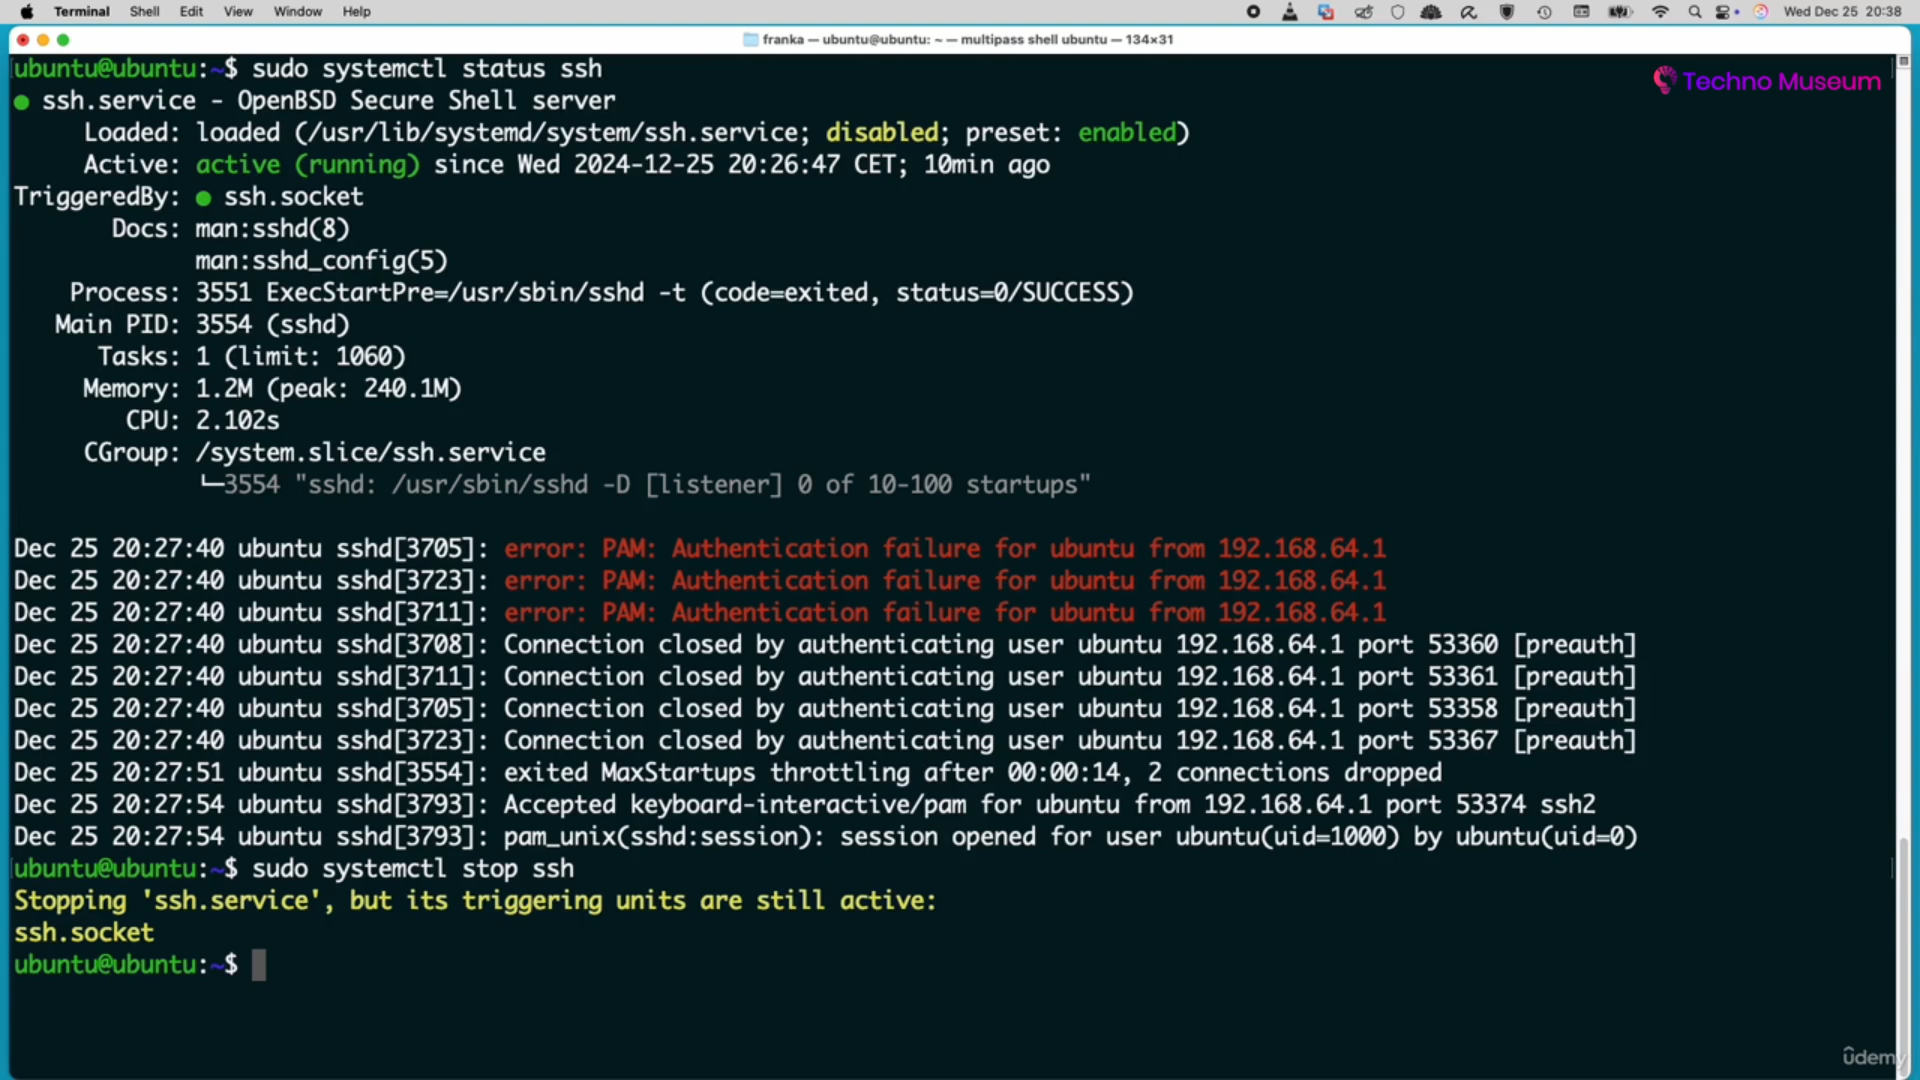 Terminal Shell Edit View Window Help Wed Dec 25 20:38
franka — ubuntu@ubuntu: ~ — multipass shell ubuntu — 134×31
Techno Museum
ubuntu@ubuntu:~$ sudo systemctl status ssh
● ssh.service - OpenBSD Secure Shell server
Loaded: loaded (/usr/lib/systemd/system/ssh.service; disabled; preset: enabled)
Active: active (running) since Wed 2024-12-25 20:26:47 CET; 10min ago
TriggeredBy: ● ssh.socket
Docs: man:sshd(8)
man:sshd_config(5)
Process: 3551 ExecStartPre=/usr/sbin/sshd -t (code=exited, status=0/SUCCESS)
Main PID: 3554 (sshd)
Tasks: 1 (limit: 1060)
Memory: 1.2M (peak: 240.1M)
CPU: 2.102s
CGroup: /system.slice/ssh.service
└─3554 "sshd: /usr/sbin/sshd -D [listener] 0 of 10-100 startups"
Dec 25 20:27:40 ubuntu sshd[3705]: error: PAM: Authentication failure for ubuntu from 192.168.64.1
Dec 25 20:27:40 ubuntu sshd[3723]: error: PAM: Authentication failure for ubuntu from 192.168.64.1
Dec 25 20:27:40 ubuntu sshd[3711]: error: PAM: Authentication failure for ubuntu from 192.168.64.1
Dec 25 20:27:40 ubuntu sshd[3708]: Connection closed by authenticating user ubuntu 192.168.64.1 port 53360 [preauth]
Dec 25 20:27:40 ubuntu sshd[3711]: Connection closed by authenticating user ubuntu 192.168.64.1 port 53361 [preauth]
Dec 25 20:27:40 ubuntu sshd[3705]: Connection closed by authenticating user ubuntu 192.168.64.1 port 53358 [preauth]
Dec 25 20:27:40 ubuntu sshd[3723]: Connection closed by authenticating user ubuntu 192.168.64.1 port 53367 [preauth]
Dec 25 20:27:51 ubuntu sshd[3554]: exited MaxStartups throttling after 00:00:14, 2 connections dropped
Dec 25 20:27:54 ubuntu sshd[3793]: Accepted keyboard-interactive/pam for ubuntu from 192.168.64.1 port 53374 ssh2
Dec 25 20:27:54 ubuntu sshd[3793]: pam_unix(sshd:session): session opened for user ubuntu(uid=1000) by ubuntu(uid=0)
ubuntu@ubuntu:~$ sudo systemctl stop ssh
Stopping 'ssh.service', but its triggering units are still active:
ssh.socket
ubuntu@ubuntu:~$
ûdemy